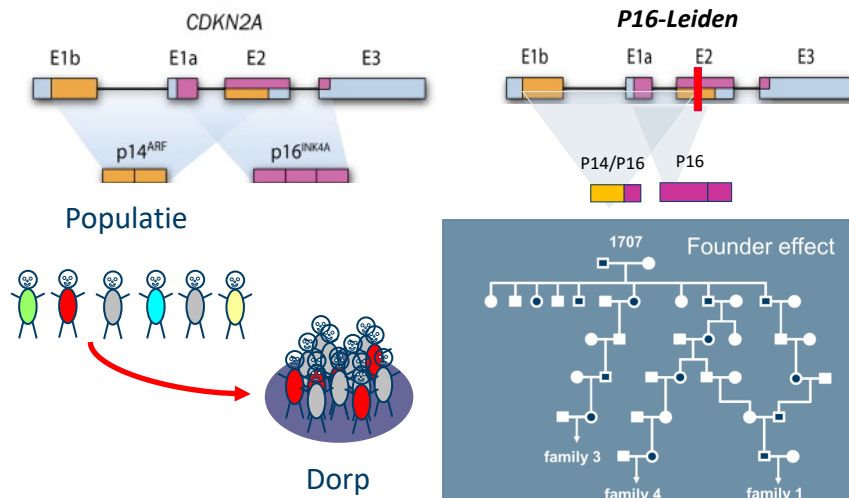 CDKN2A
E1b E1a E2 E3
p14ARF p16INK4A
P16-Leiden
E1b E1a E2 E3
P14/P16 P16
Populatie
Dorp
1707
Founder effect
family 3
family 4
family 1